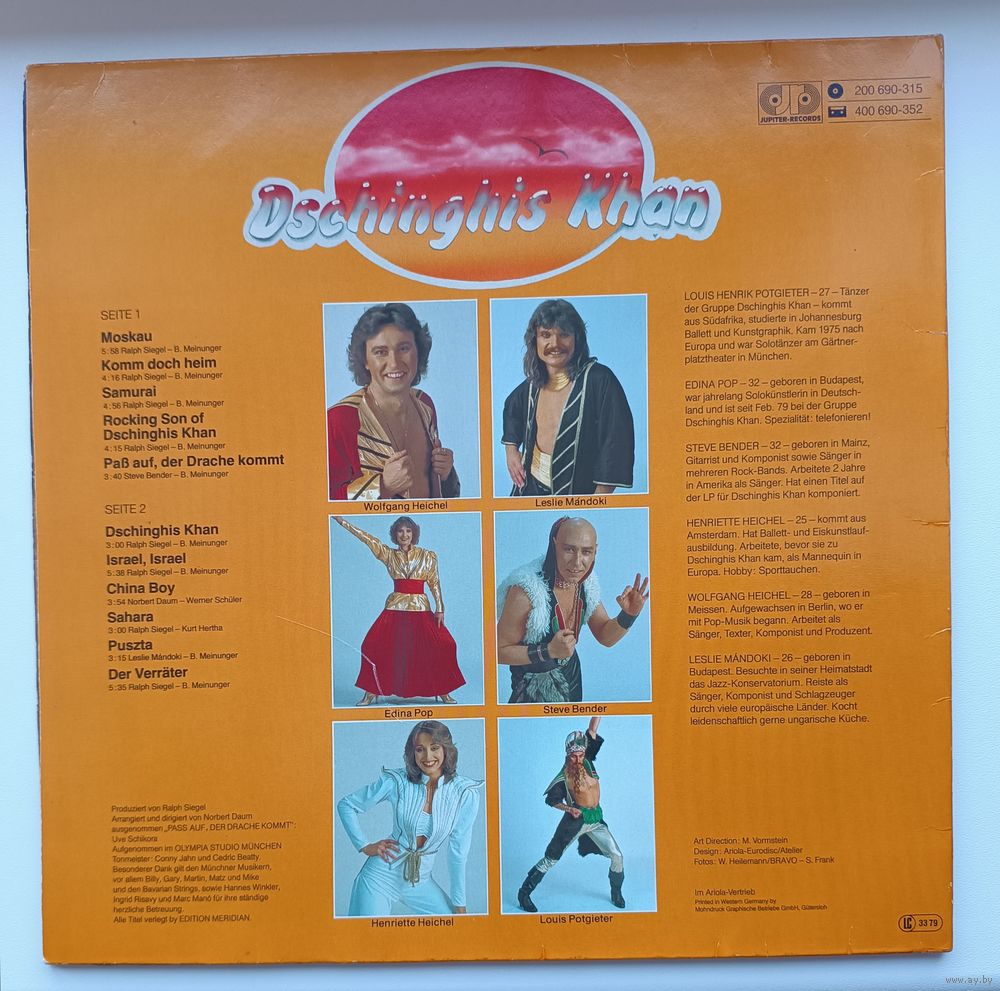 Dschinghis Khan
JUPITER-RECORDS
200 690-315
400 690-352
SEITE 1
Moskau
5:58 Ralph Siegel – B. Meinunger
Komm doch heim
4:16 Ralph Siegel – B. Meinunger
Samurai
4:56 Ralph Siegel – B. Meinunger
Rocking Son of
Dschinghis Khan
4:15 Ralph Siegel – B. Meinunger
Paß auf, der Drache kommt
3:40 Steve Bender – B. Meinunger
SEITE 2
Dschinghis Khan
3:00 Ralph Siegel – B. Meinunger
Israel, Israel
5:38 Ralph Siegel – B. Meinunger
China Boy
3:54 Norbert Daum – Werner Schüler
Sahara
3:00 Ralph Siegel – Kurt Hertha
Puszta
3:15 Leslie Mándoki – B. Meinunger
Der Verräter
5:35 Ralph Siegel – B. Meinunger
Produziert von Ralph Siegel
Arrangiert und dirigiert von Norbert Daum
ausgenommen „PASS AUF, DER DRACHE KOMMT":
Uwe Schikora
Aufgenommen im OLYMPIA STUDIO MÜNCHEN
Tonmeister: Conny Jahn und Cedric Beatty.
Besonderer Dank gilt den Münchner Musikern,
vor allem Billy, Gary, Martin, Matz und Mike
und den Bavarian Strings, sowie Hannes Winkler,
Ingrid Risavy und Marc Manó für ihre ständige
herzliche Betreuung.
Alle Titel verlegt by EDITION MERIDIAN.
Wolfgang Heichel
Leslie Mándoki
Edina Pop
Steve Bender
Henriette Heichel
Louis Potgieter
LOUIS HENRIK POTGIETER – 27 – Tänzer
der Gruppe Dschinghis Khan – kommt
aus Südafrika, studierte in Johannesburg
Ballett und Kunstgraphik. Kam 1975 nach
Europa und war Solotänzer am Gärtner-
platztheater in München.
EDINA POP – 32 – geboren in Budapest,
war jahrelang Solokünstlerin in Deutsch-
land und ist seit Feb. 79 bei der Gruppe
Dschinghis Khan. Spezialität: telefonieren!
STEVE BENDER – 32 – geboren in Mainz,
Gitarrist und Komponist sowie Sänger in
mehreren Rock-Bands. Arbeitete 2 Jahre
in Amerika als Sänger. Hat einen Titel auf
der LP für Dschinghis Khan komponiert.
HENRIETTE HEICHEL – 25 – kommt aus
Amsterdam. Hat Ballett- und Eiskunstlauf-
ausbildung. Arbeitete, bevor sie zu
Dschinghis Khan kam, als Mannequin in
Europa. Hobby: Sporttauchen.
WOLFGANG HEICHEL – 28 – geboren in
Meissen. Aufgewachsen in Berlin, wo er
mit Pop-Musik begann. Arbeitet als
Sänger, Texter, Komponist und Produzent.
LESLIE MÁNDOKI – 26 – geboren in
Budapest. Besuchte in seiner Heimatstadt
das Jazz-Konservatorium. Reiste als
Sänger, Komponist und Schlagzeuger
durch viele europäische Länder. Kocht
leidenschaftlich gerne ungarische Küche.
Art Direction: M. Vormstein
Design: Ariola-Eurodisc/Atelier
Fotos: W. Heilemann/BRAVO – S. Frank
Im Ariola-Vertrieb
Printed in Western Germany by
Mohndruck Graphische Betriebe GmbH, Gütersloh
LC 3379
www.ay.by